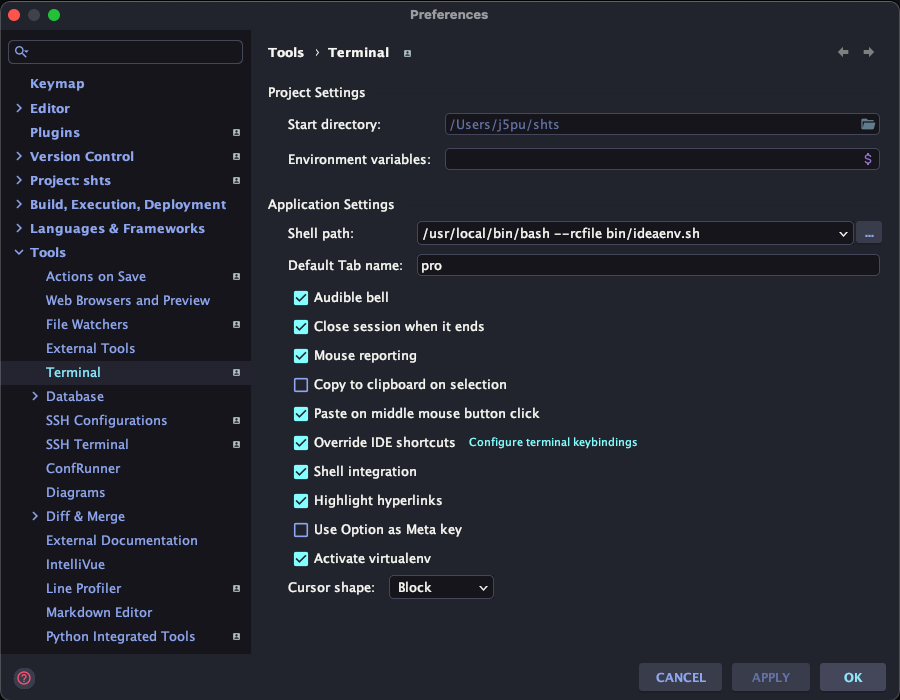 Preferences
Keymap
Editor
Plugins
Version Control
Project: shts
Build, Execution, Deployment
Languages & Frameworks
Tools
Actions on Save
Web Browsers and Preview
File Watchers
External Tools
Terminal
Database
SSH Configurations
SSH Terminal
ConfRunner
Diagrams
Diff & Merge
External Documentation
IntelliVue
Line Profiler
Markdown Editor
Python Integrated Tools
?
Tools › Terminal
Project Settings
Start directory: /Users/j5pu/shts
Environment variables: $
Application Settings
Shell path: /usr/local/bin/bash --rcfile bin/ideaenv.sh ...
Default Tab name: pro
Audible bell
Close session when it ends
Mouse reporting
Copy to clipboard on selection
Paste on middle mouse button click
Override IDE shortcuts Configure terminal keybindings
Shell integration
Highlight hyperlinks
Use Option as Meta key
Activate virtualenv
Cursor shape: Block
CANCEL APPLY OK